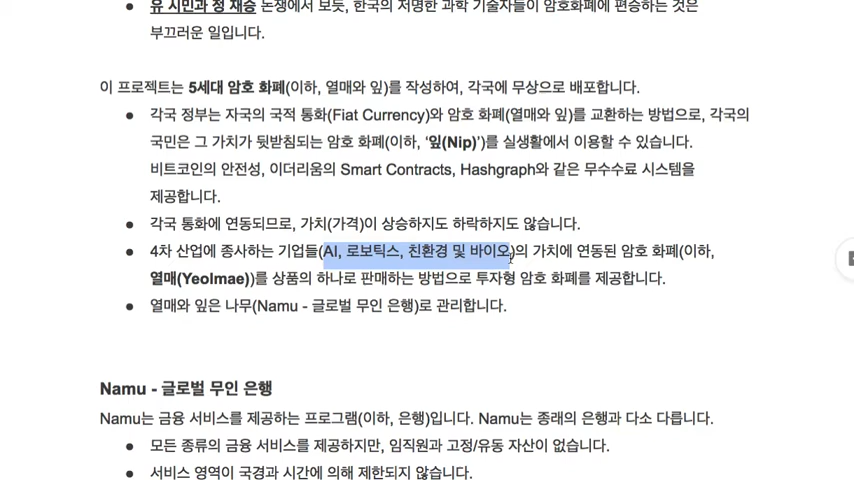 유 시민과 정 재승 논쟁에서 보듯, 한국의 저명한 과학 기술자들이 암호화폐에 편승하는 것은
부끄러운 일입니다.
이 프로젝트는 5세대 암호 화폐(이하, 열매와 잎)를 작성하여, 각국에 무상으로 배포합니다.
각국 정부는 자국의 국적 통화(Fiat Currency)와 암호 화폐(열매와 잎)를 교환하는 방법으로, 각국의
국민은 그 가치가 뒷받침되는 암호 화폐(이하, ‘잎(Nip)’)를 실생활에서 이용할 수 있습니다.
비트코인의 안전성, 이더리움의 Smart Contracts, Hashgraph와 같은 무수수료 시스템을
제공합니다.
각국 통화에 연동되므로, 가치(가격)이 상승하지도 하락하지도 않습니다.
4차 산업에 종사하는 기업들(AI, 로보틱스, 친환경 및 바이오)의 가치에 연동된 암호 화폐(이하,
열매(Yeolmae))를 상품의 하나로 판매하는 방법으로 투자형 암호 화폐를 제공합니다.
열매와 잎은 나무(Namu - 글로벌 무인 은행)로 관리합니다.
Namu - 글로벌 무인 은행
Namu는 금융 서비스를 제공하는 프로그램(이하, 은행)입니다. Namu는 종래의 은행과 다소 다릅니다.
모든 종류의 금융 서비스를 제공하지만, 임직원과 고정/유동 자산이 없습니다.
서비스 영역이 국경과 시간에 의해 제한되지 않습니다.